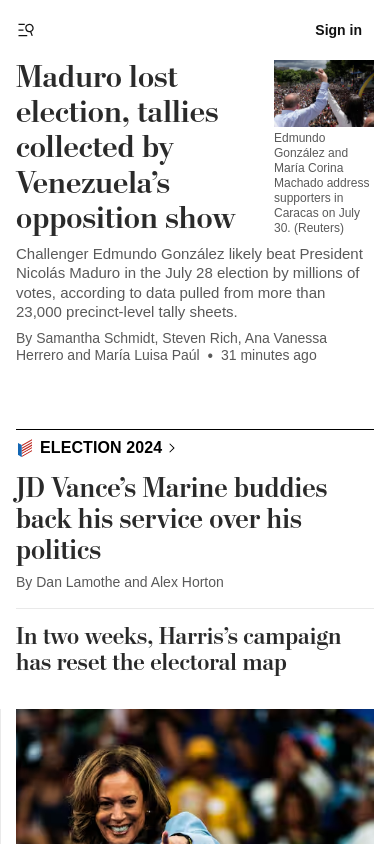 Sign in
Maduro lost
election, tallies
collected by
Venezuela’s
opposition show
Edmundo
González and
María Corina
Machado address
supporters in
Caracas on July
30. (Reuters)
Challenger Edmundo González likely beat President
Nicolás Maduro in the July 28 election by millions of
votes, according to data pulled from more than
23,000 precinct-level tally sheets.
By Samantha Schmidt, Steven Rich, Ana Vanessa
Herrero and María Luisa Paúl • 31 minutes ago
ELECTION 2024
JD Vance’s Marine buddies
back his service over his
politics
By Dan Lamothe and Alex Horton
In two weeks, Harris’s campaign
has reset the electoral map